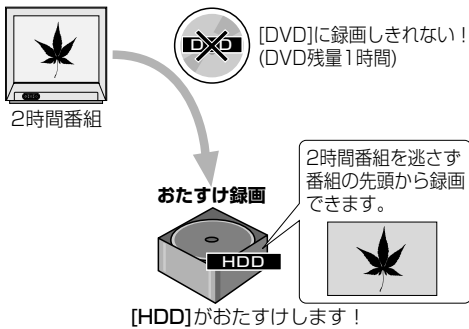 DVD
[DVD]に録画しきれない！
(DVD残量1時間)
2時間番組
おたすけ録画
2時間番組を逃さず
番組の先頭から録画
できます。
HDD
[HDD]がおたすけします！